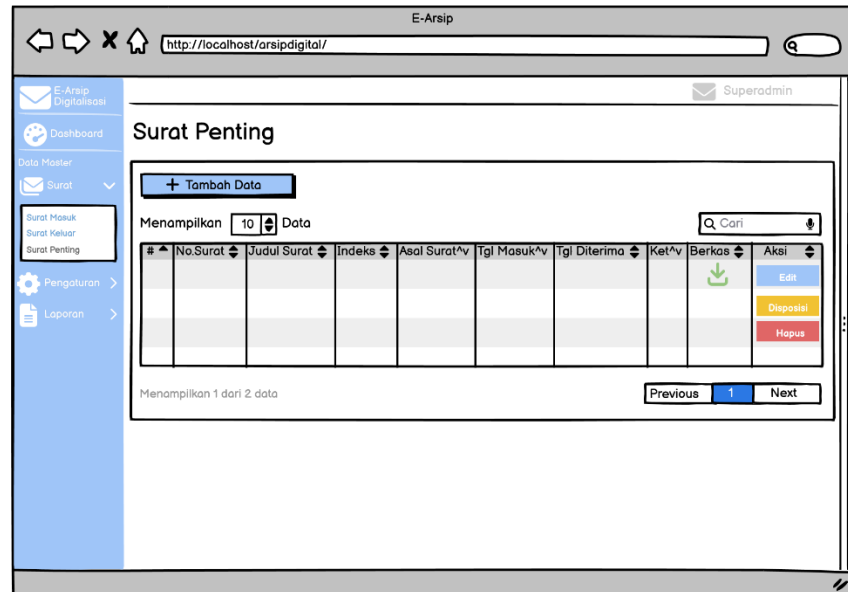 E-Arsip
http://localhost/arsipdigital/
E-Arsip
Digitalisasi
Superadmin
Dashboard
Surat Penting
Data Master
Surat
+ Tambah Data
Surat Masuk
Surat Keluar
Surat Penting
Menampilkan 10 Data
Cari
# No.Surat Judul Surat Indeks Asal Surat^v Tgl Masuk^v Tgl Diterima Ket^v Berkas Aksi
Pengaturan
Edit
Laporan
Disposisi
Hapus
Menampilkan 1 dari 2 data
Previous 1 Next